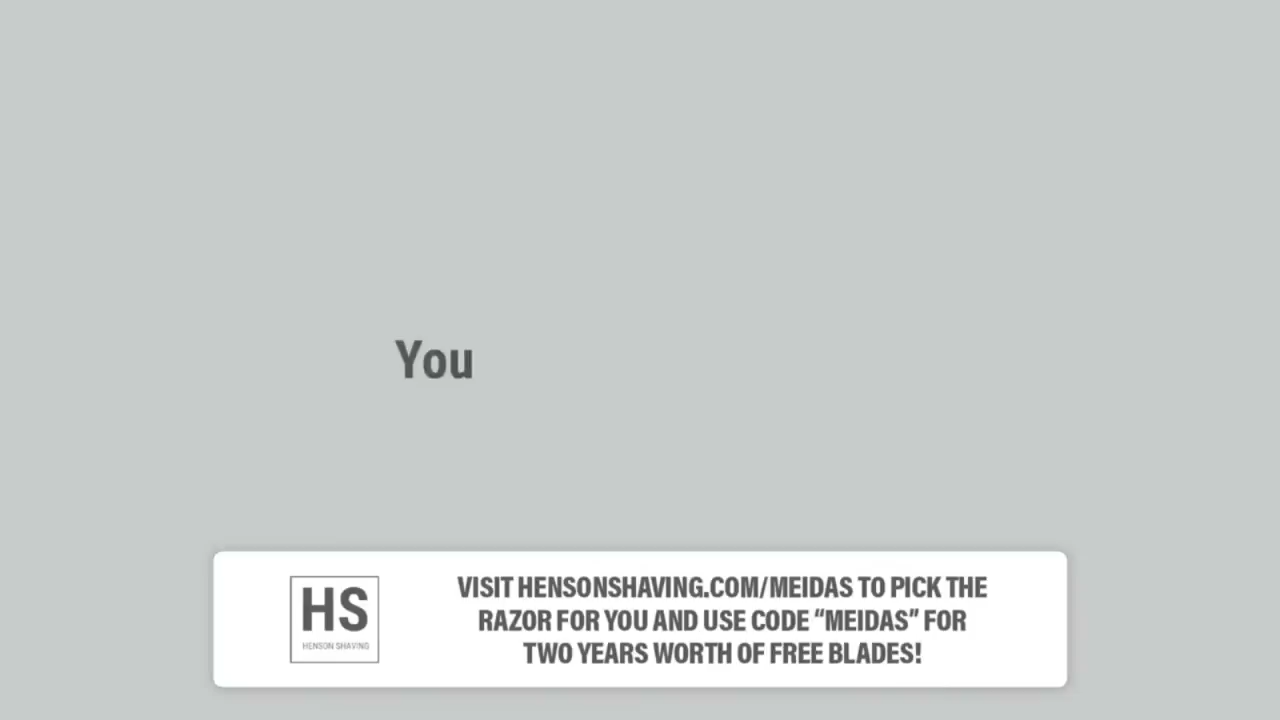 You
HS
HENSON SHAVING
VISIT HENSONSHAVING.COM/MEIDAS TO PICK THE
RAZOR FOR YOU AND USE CODE “MEIDAS” FOR
TWO YEARS WORTH OF FREE BLADES!